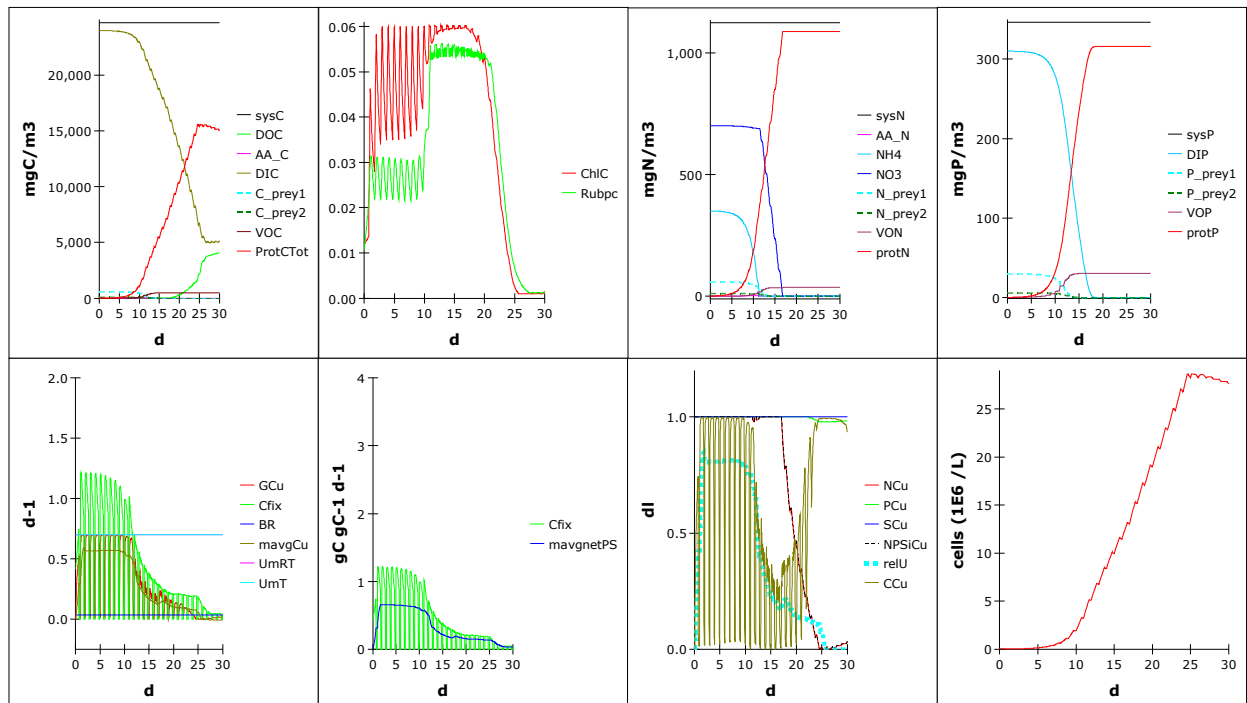 mgC/m3
20,000
15,000
10,000
5,000
0
0 5 10 15 20 25 30
d
sysC
DOC
AA_C
DIC
C_prey1
C_prey2
VOC
ProtCTot
0.06
0.05
0.04
0.03
0.02
0.01
0.00
0 5 10 15 20 25 30
d
ChlC
Rubpc
mgN/m3
1,000
500
0
0 5 10 15 20 25 30
d
sysN
AA_N
NH4
NO3
N_prey1
N_prey2
VON
protN
mgP/m3
300
200
100
0
0 5 10 15 20 25 30
d
sysP
DIP
P_prey1
P_prey2
VOP
protP
d-1
2.0
1.5
1.0
0.5
0.0
0 5 10 15 20 25 30
d
GCu
Cfix
BR
mavgCu
UmRT
UmT
gC gC-1 d-1
4
3
2
1
0
0 5 10 15 20 25 30
d
Cfix
mavgnetPS
dl
1.0
0.5
0.0
0 5 10 15 20 25 30
d
NCu
PCu
SCu
NPSiCu
relU
CCu
cells (1E6 /L)
25
20
15
10
5
0
0 5 10 15 20 25 30
d